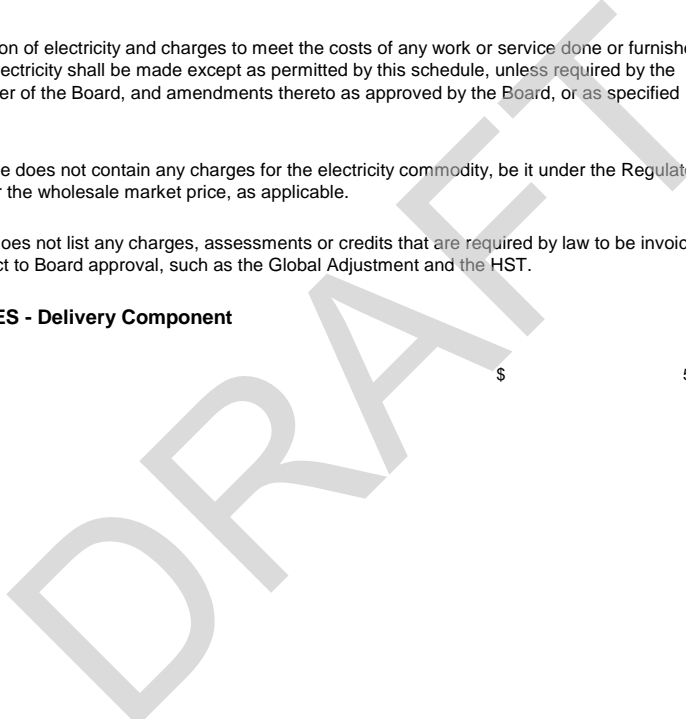 on of electricity and charges to meet the costs of any work or service done or furnishe
ectricity shall be made except as permitted by this schedule, unless required by the
er of the Board, and amendments thereto as approved by the Board, or as specified
e does not contain any charges for the electricity commodity, be it under the Regulat
r the wholesale market price, as applicable.
oes not list any charges, assessments or credits that are required by law to be invoic
ct to Board approval, such as the Global Adjustment and the HST.
ES - Delivery Component
$ 5
DRAFT